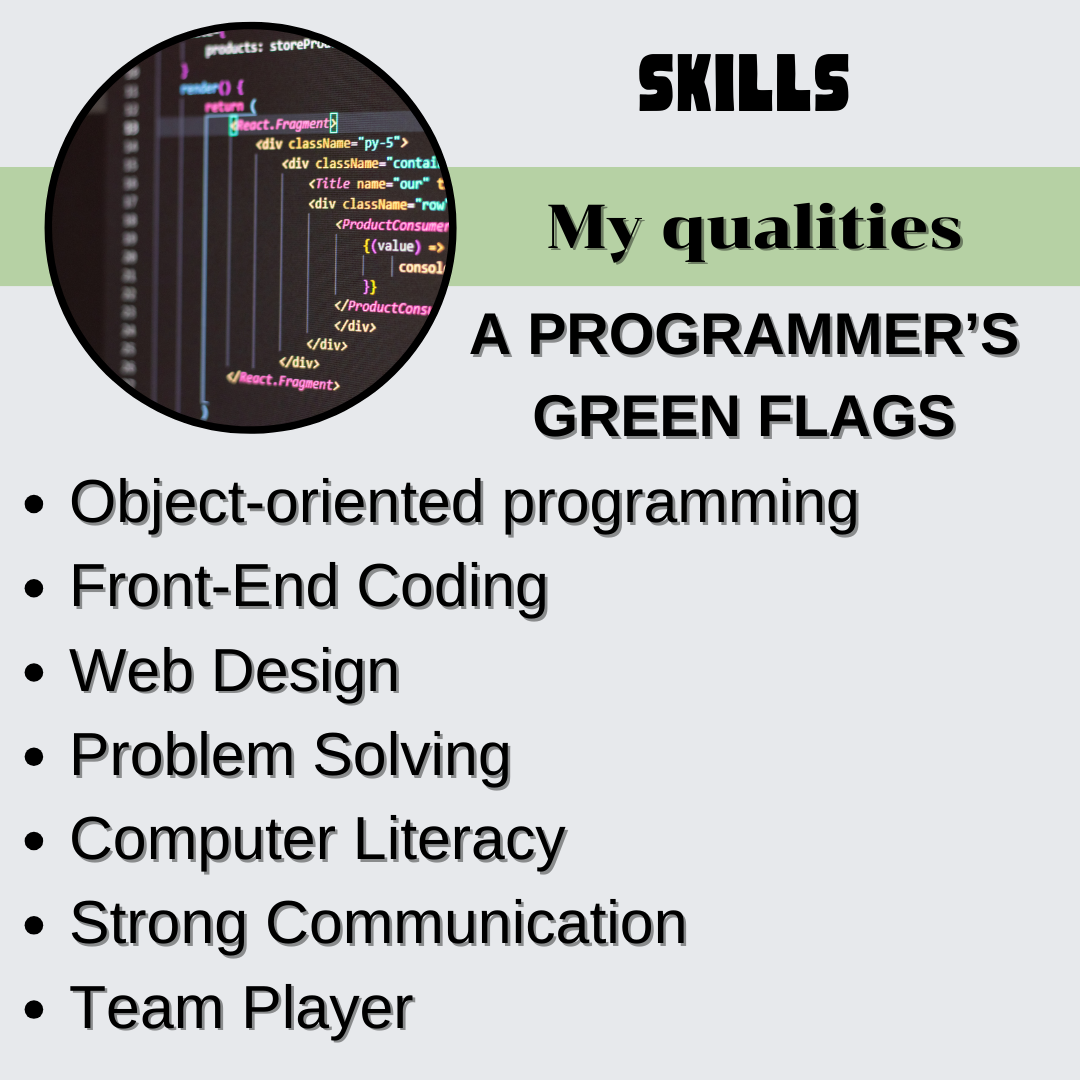 products: storeProd
}
render() {
return (
<React.Fragment>
<div className="py-5">
<div className="contai
<Title name="our" t
<div className="row"
<ProductConsumer
{(value) =>
consol
}}
</ProductCons
</div>
</div>
</div>
</React.Fragment>
)
SKILLS
My qualities
A PROGRAMMER’S
GREEN FLAGS
• Object-oriented programming
• Front-End Coding
• Web Design
• Problem Solving
• Computer Literacy
• Strong Communication
• Team Player